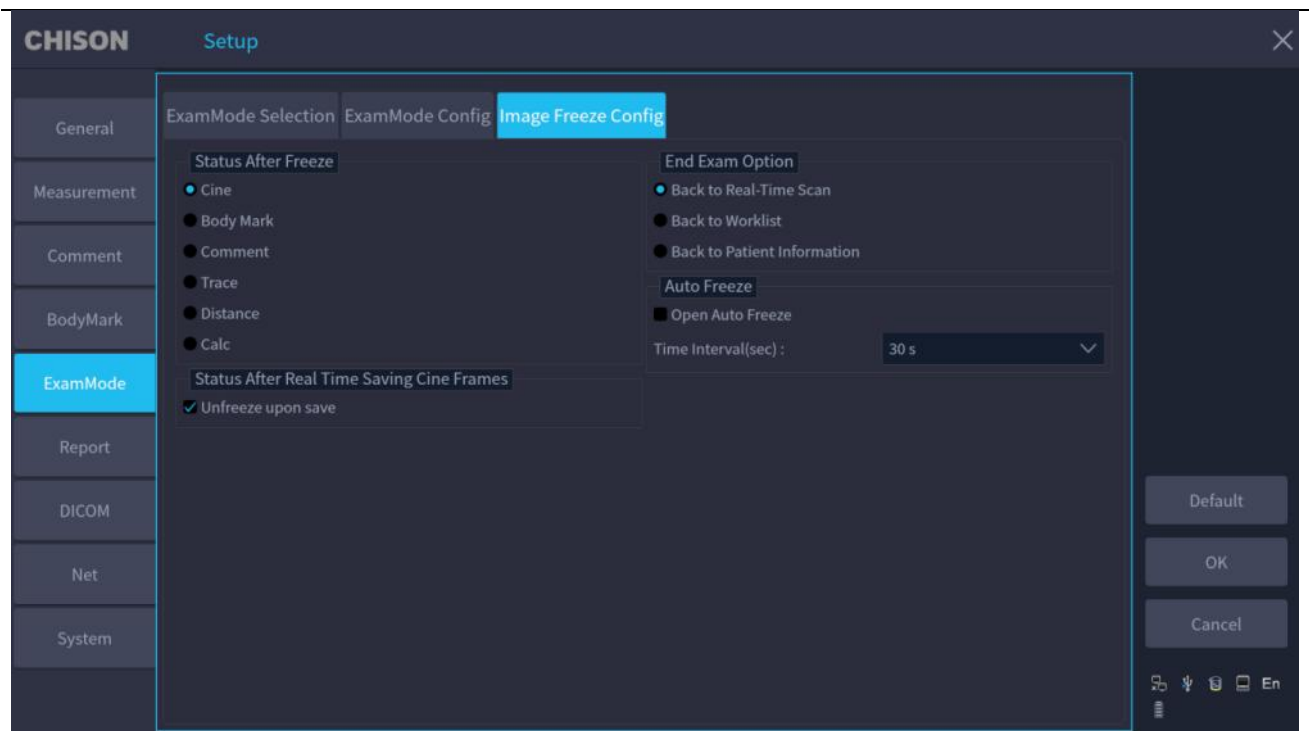 CHISON
Setup
General
Measurement
Comment
BodyMark
ExamMode
Report
DICOM
Net
System
ExamMode Selection ExamMode Config Image Freeze Config
Status After Freeze
Cine
Body Mark
Comment
Trace
Distance
Calc
Status After Real Time Saving Cine Frames
Unfreeze upon save
End Exam Option
Back to Real-Time Scan
Back to Worklist
Back to Patient Information
Auto Freeze
Open Auto Freeze
Time Interval(sec) : 30 s
Default
OK
Cancel
En